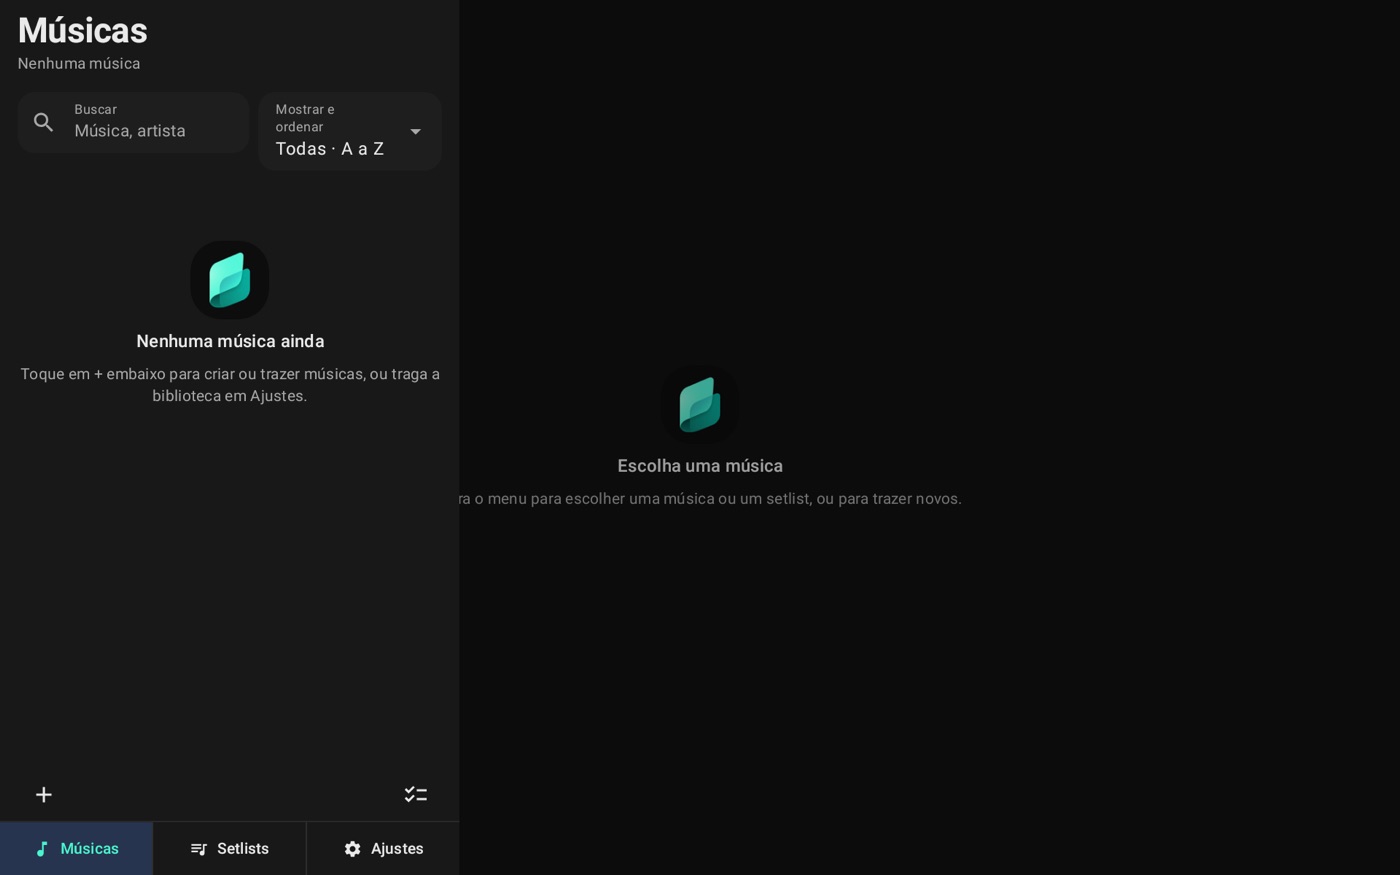 Músicas
Nenhuma música
Buscar
Música, artista
Mostrar e
ordenar
Todas · A a Z
Nenhuma música ainda
Toque em + embaixo para criar ou trazer músicas, ou traga a
biblioteca em Ajustes.
Escolha uma música
o menu para escolher uma música ou um setlist, ou para trazer novos.
Músicas
Setlists
Ajustes